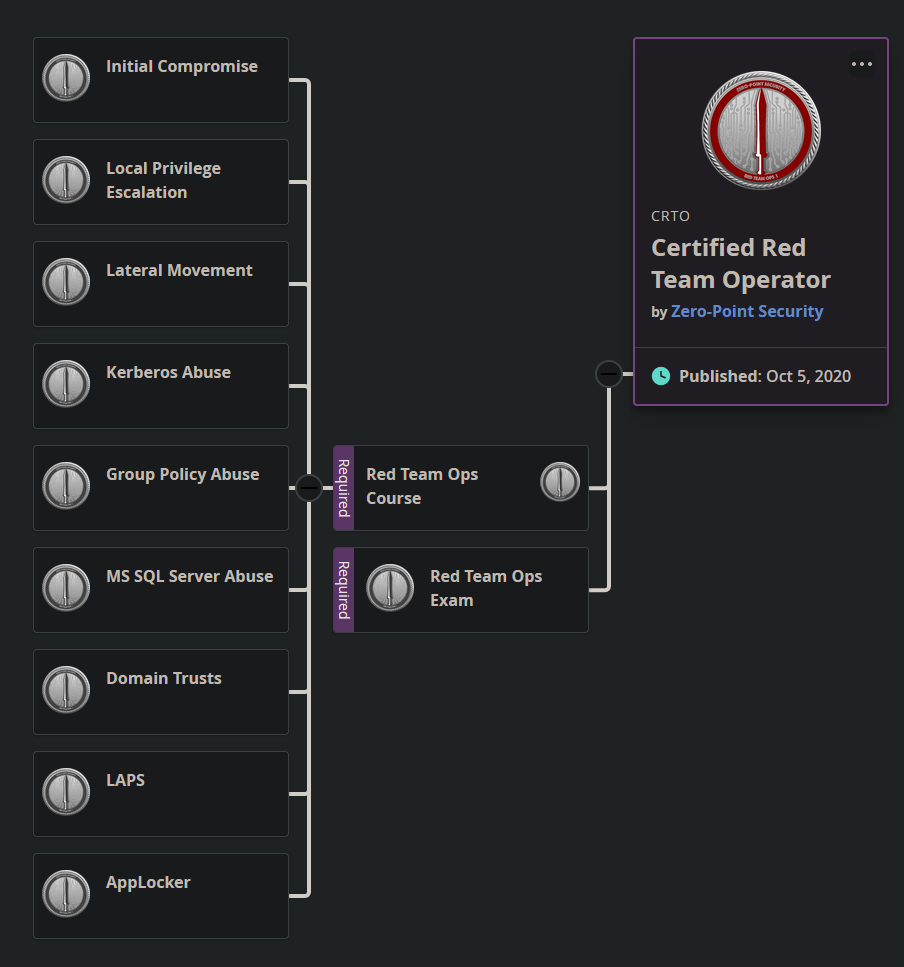 Initial Compromise
Local Privilege
Escalation
Lateral Movement
Kerberos Abuse
Group Policy Abuse
MS SQL Server Abuse
Domain Trusts
LAPS
AppLocker
Required
Red Team Ops
Course
Required
Red Team Ops
Exam
ZERO-POINT SECURITY
RED TEAM OPS 1
CRTO
Certified Red
Team Operator
by Zero-Point Security
Published: Oct 5, 2020